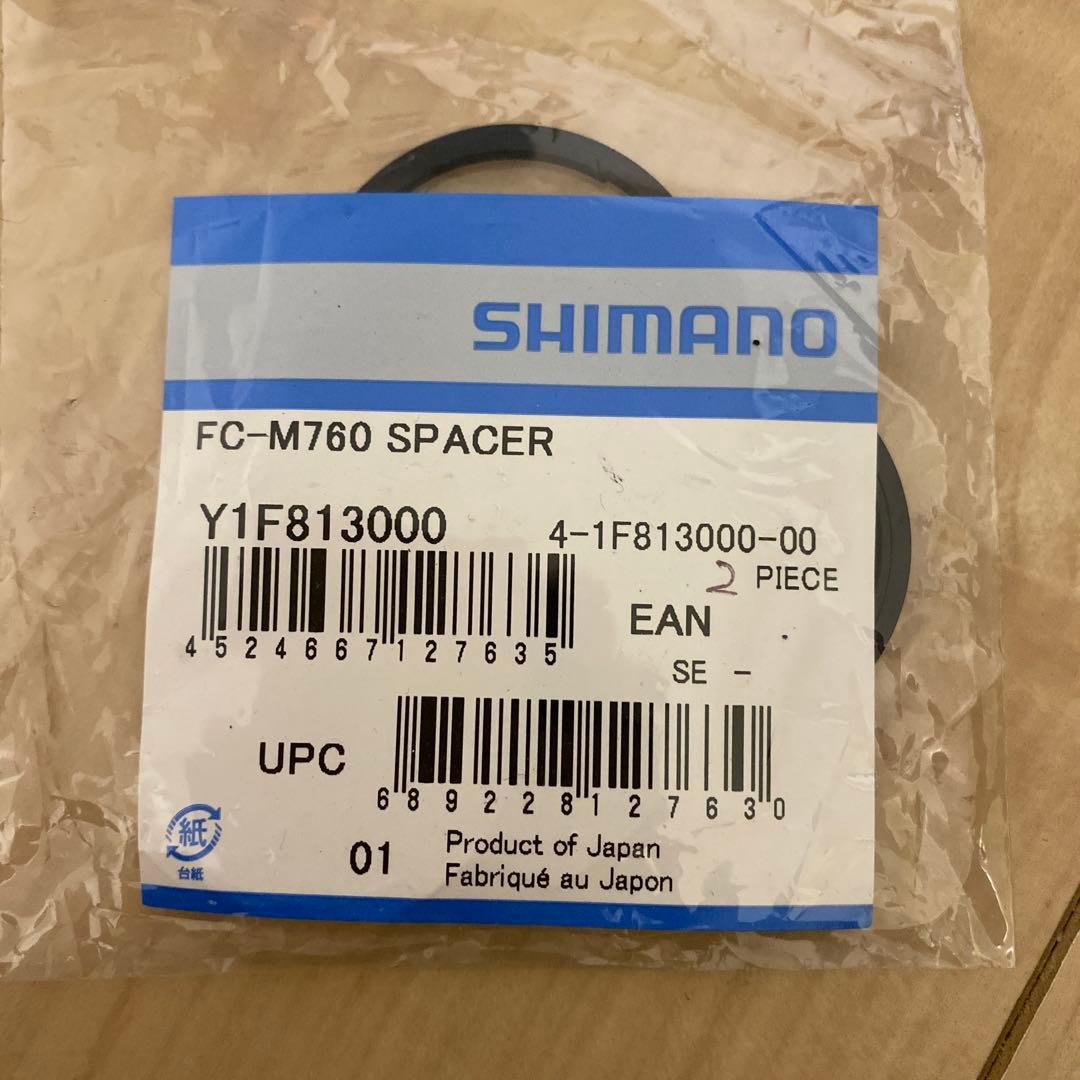 SHIMANO
FC-M760 SPACER
Y1F813000 4-1F813000-00
2 PIECE
4524667127635 EAN
SE -
UPC 689228127630
紙
台紙
01 Product of Japan
Fabriqué au Japon